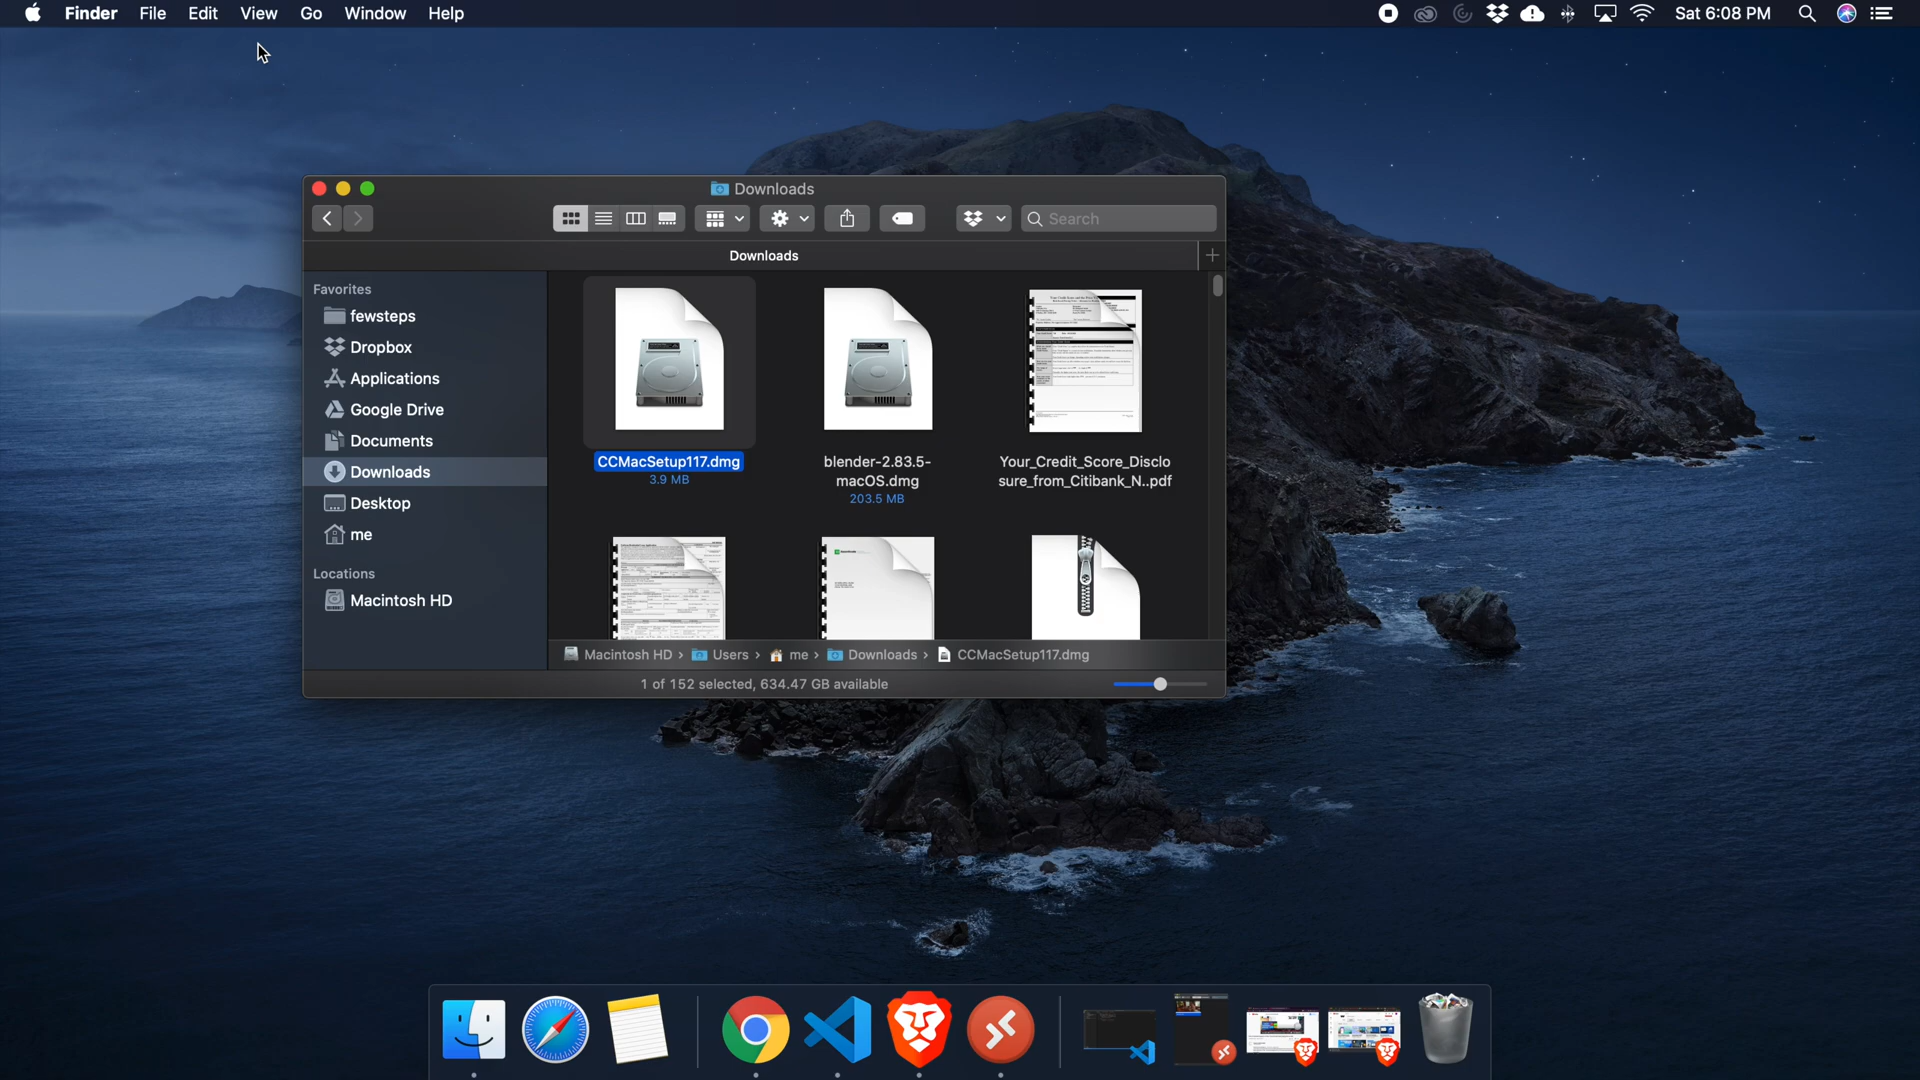 Finder File Edit View Go Window Help
Sat 6:08 PM
Downloads
Search
Downloads
Favorites
fewsteps
Dropbox
Applications
Google Drive
Documents
Downloads
Desktop
me
Locations
Macintosh HD
CCMacSetup117.dmg
3.9 MB
blender-2.83.5-
macOS.dmg
203.5 MB
Your_Credit_Score_Disclo
sure_from_Citibank_N..pdf
Macintosh HD › Users › me › Downloads › CCMacSetup117.dmg
1 of 152 selected, 634.47 GB available